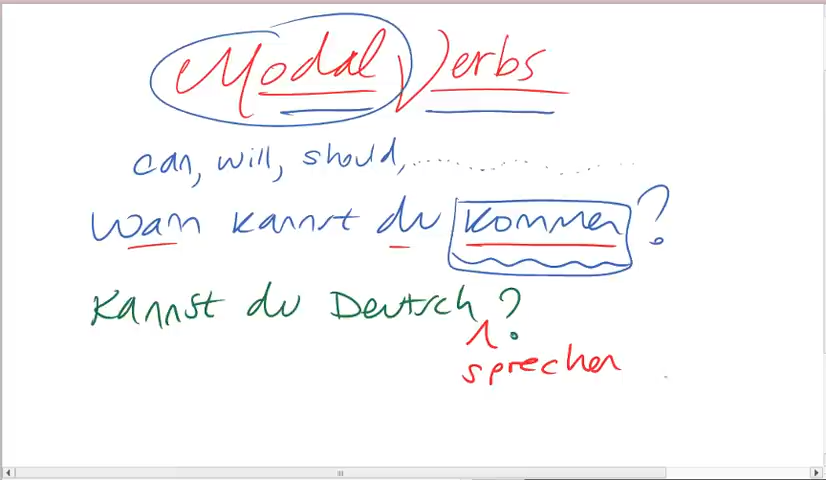 Modal Verbs
can, will, should, ..............
Wann kannst du kommen?
Kannst du Deutsch?
sprechen